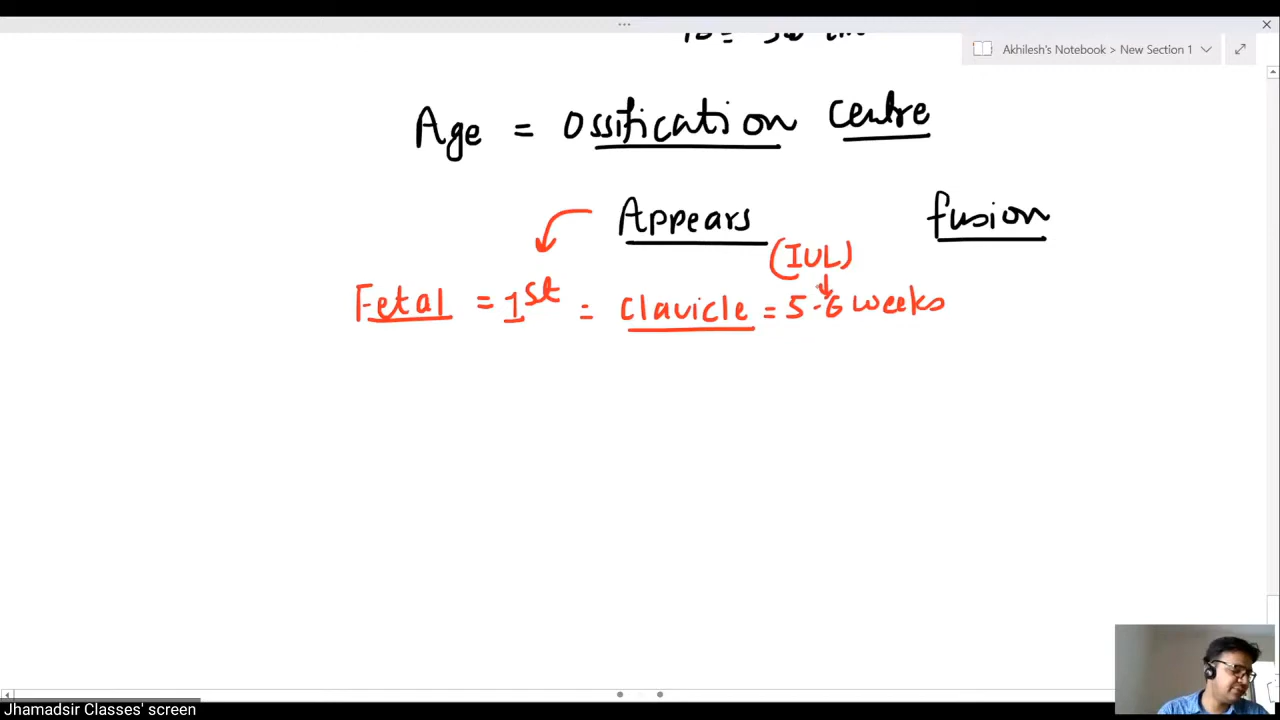 Akhilesh's Notebook > New Section 1
Age = Ossification centre
Appears fusion
(IUL)
Fetal = 1st = clavicle = 5-6 weeks
Jhamadsir Classes' screen